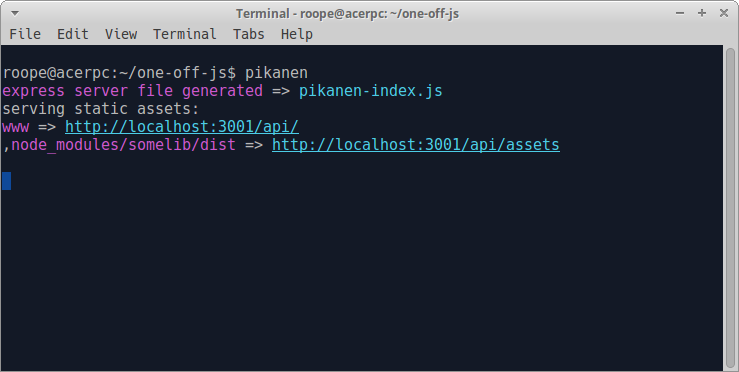 Terminal - roope@acerpc: ~/one-off-js
File Edit View Terminal Tabs Help
roope@acerpc:~/one-off-js$ pikanen
express server file generated => pikanen-index.js
serving static assets:
www => http://localhost:3001/api/
,node_modules/somelib/dist => http://localhost:3001/api/assets